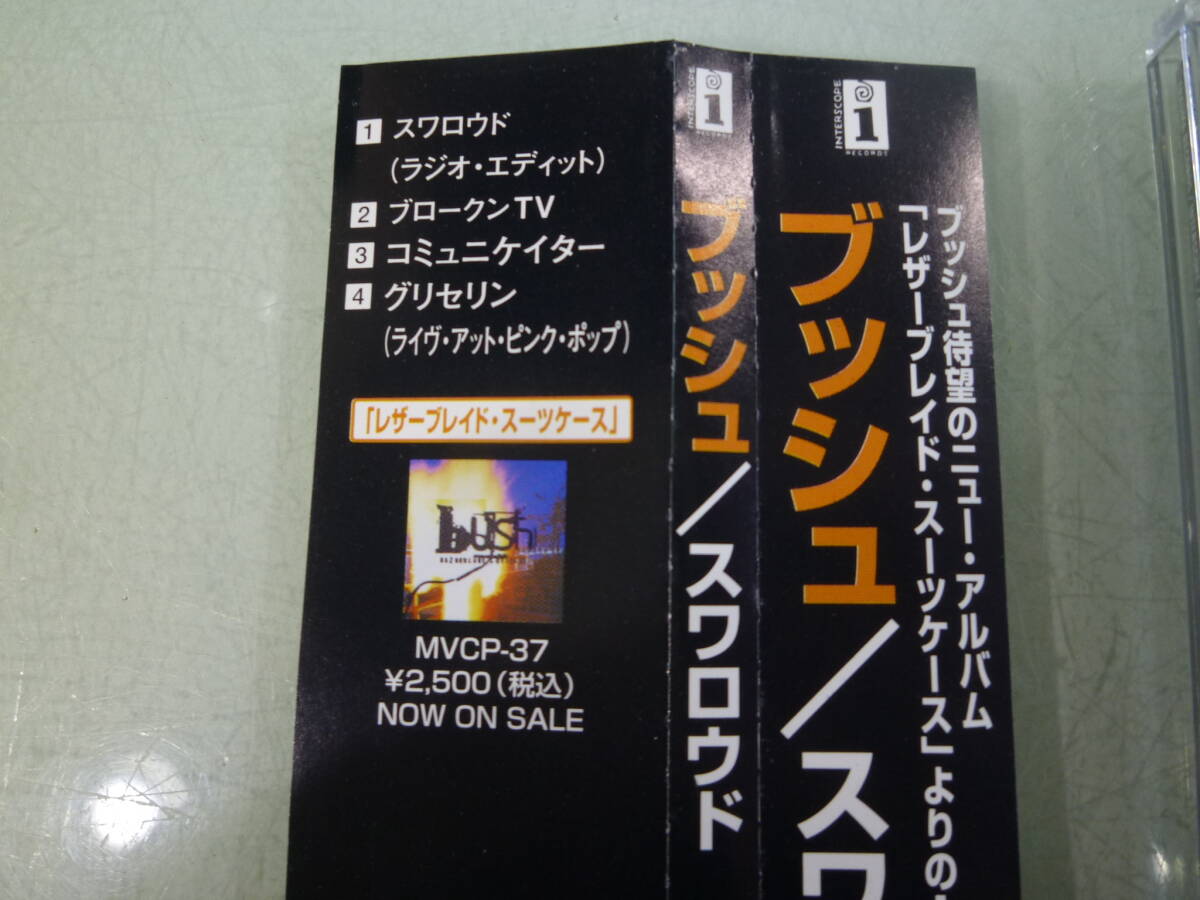 1 スワロウド
(ラジオ・エディット)
2 ブロークンTV
3 コミュニケイター
4 グリセリン
(ライヴ・アット・ピンク・ポップ)
「レザーブレイド・スーツケース」
bush
MVCP-37
¥2,500(税込)
NOW ON SALE
INTERSCOPE
RECORDS
ブッシュ/スワロウド
INTERSCOPE
RECORDS
ブッシュ/スワ
ブッシュ待望のニュー・アルバム
「レザーブレイド・スーツケース」よりの